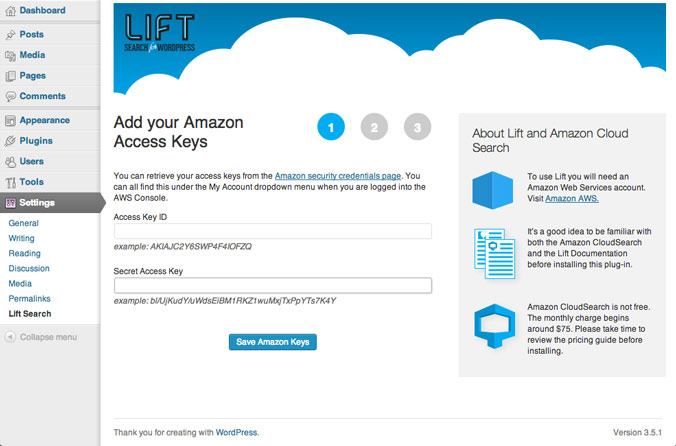 Dashboard
Posts
Media
Pages
Comments
Appearance
Plugins
Users
Tools
Settings
General
Writing
Reading
Discussion
Media
Permalinks
Lift Search
Collapse menu
LIFT
SEARCH for WORDPRESS
Add your Amazon
Access Keys
1
2
3
You can retrieve your access keys from the Amazon security credentials page. You
can all find this under the My Account dropdown menu when you are logged into the
AWS Console.
Access Key ID
example: AKIAJC2Y6SWP4F4IOFZQ
Secret Access Key
example: bl/UjKudY/uWdsEiBM1RKZ1wuMxjTxPpYTs7K4Y
Save Amazon Keys
About Lift and Amazon Cloud
Search
To use Lift you will need an
Amazon Web Services account.
Visit Amazon AWS.
It's a good idea to be familiar with
both the Amazon CloudSearch
and the Lift Documentation
before installing this plug-in.
Amazon CloudSearch is not free.
The monthly charge begins
around $75. Please take time to
review the pricing guide before
installing.
Thank you for creating with WordPress.
Version 3.5.1